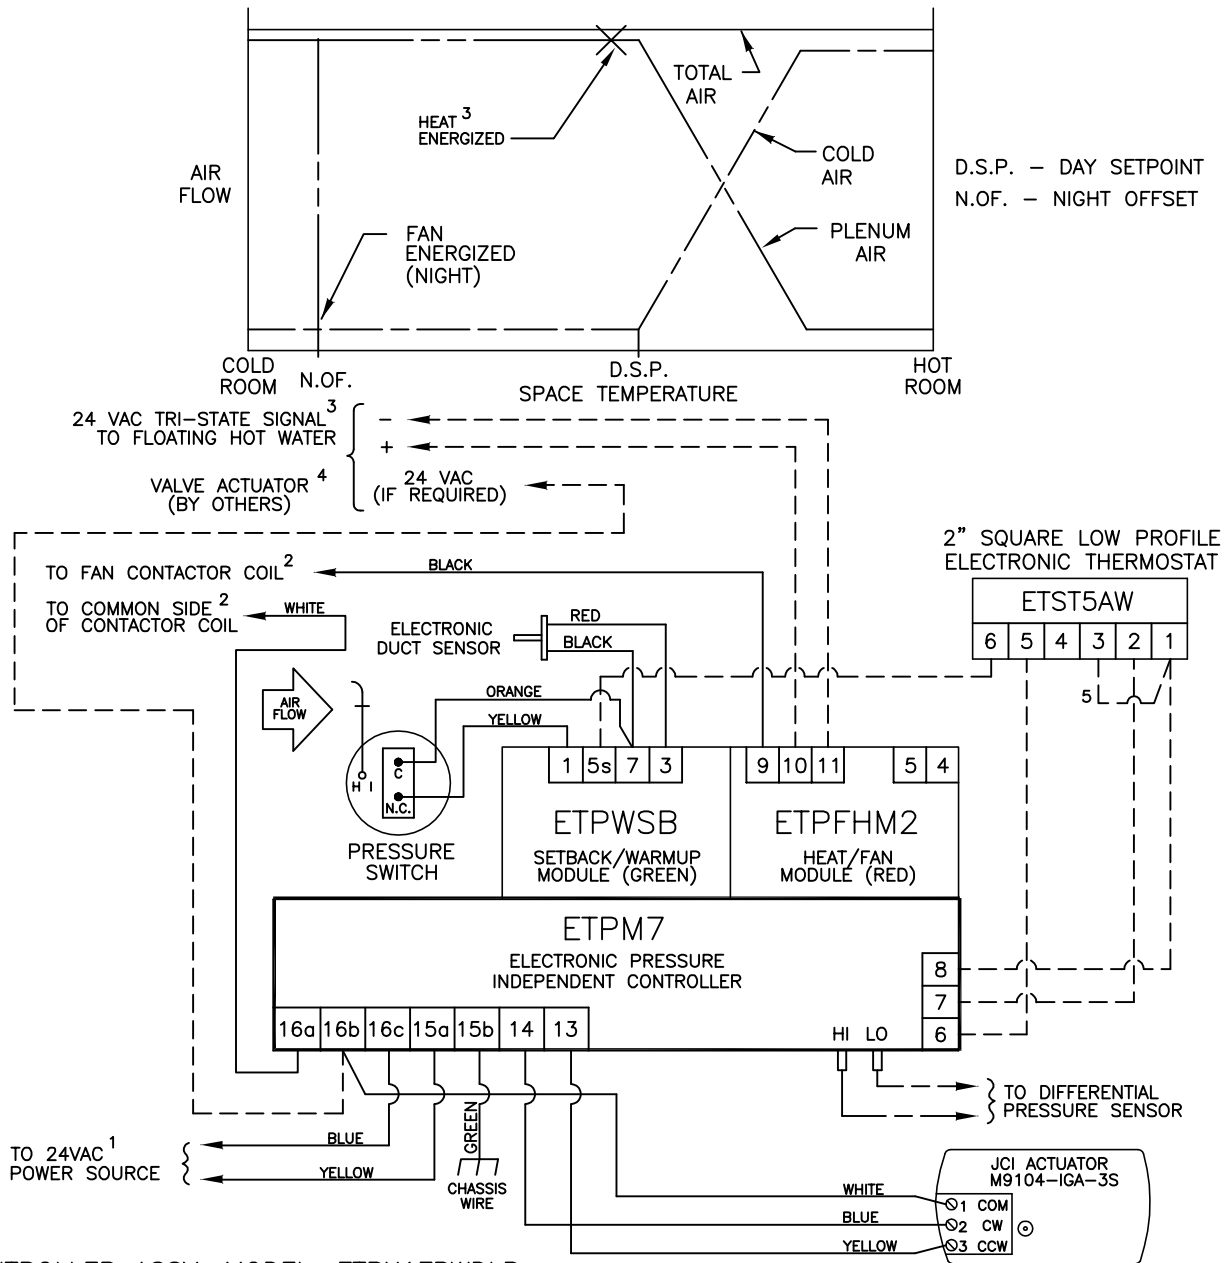 TOTAL
AIR
HEAT 3
ENERGIZED
COLD
AIR
AIR
FLOW
D.S.P. – DAY SETPOINT
N.OF. – NIGHT OFFSET
FAN
ENERGIZED
(NIGHT)
PLENUM
AIR
COLD
ROOM
N.OF.
D.S.P.
SPACE TEMPERATURE
HOT
ROOM
24 VAC TRI–STATE SIGNAL 3
TO FLOATING HOT WATER
–
+
VALVE ACTUATOR 4
(BY OTHERS)
24 VAC
(IF REQUIRED)
2" SQUARE LOW PROFILE
ELECTRONIC THERMOSTAT
ETST5AW
6 5 4 3 2 1
5
TO FAN CONTACTOR COIL 2
BLACK
TO COMMON SIDE 2
OF CONTACTOR COIL
WHITE
ELECTRONIC
DUCT SENSOR
RED
BLACK
AIR
FLOW
ORANGE
YELLOW
H I
C
N.C.
PRESSURE
SWITCH
1 5s 7 3
9 10 11 5 4
ETPWSB
SETBACK/WARMUP
MODULE (GREEN)
ETPFHM2
HEAT/FAN
MODULE (RED)
ETPM7
ELECTRONIC PRESSURE
INDEPENDENT CONTROLLER
8
7
6
16a 16b 16c 15a 15b 14 13
HI LO
TO DIFFERENTIAL
PRESSURE SENSOR
TO 24VAC 1
POWER SOURCE
BLUE
YELLOW
GREEN
CHASSIS
WIRE
JCI ACTUATOR
M9104–IGA–3S
WHITE
BLUE
YELLOW
1 COM
2 CW
3 CCW